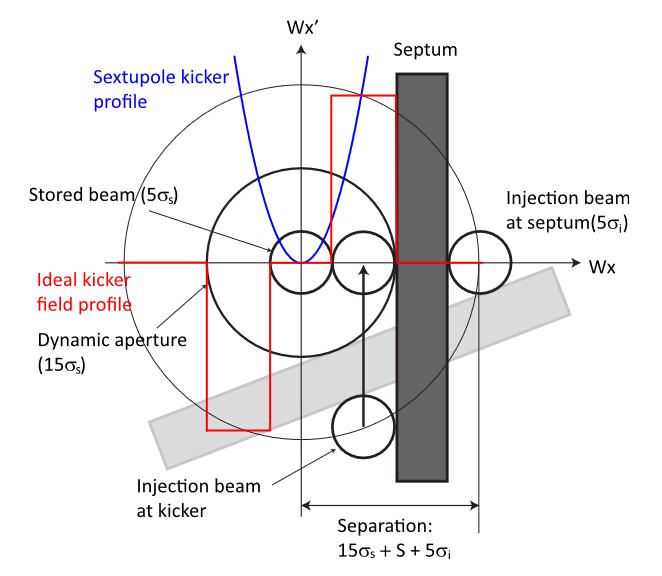 Wx’
Septum
Sextupole kicker
profile
Stored beam (5σs)
Injection beam
at septum(5σi)
Wx
Ideal kicker
field profile
Dynamic aperture
(15σs)
Injection beam
at kicker
Separation:
15σs + S + 5σi